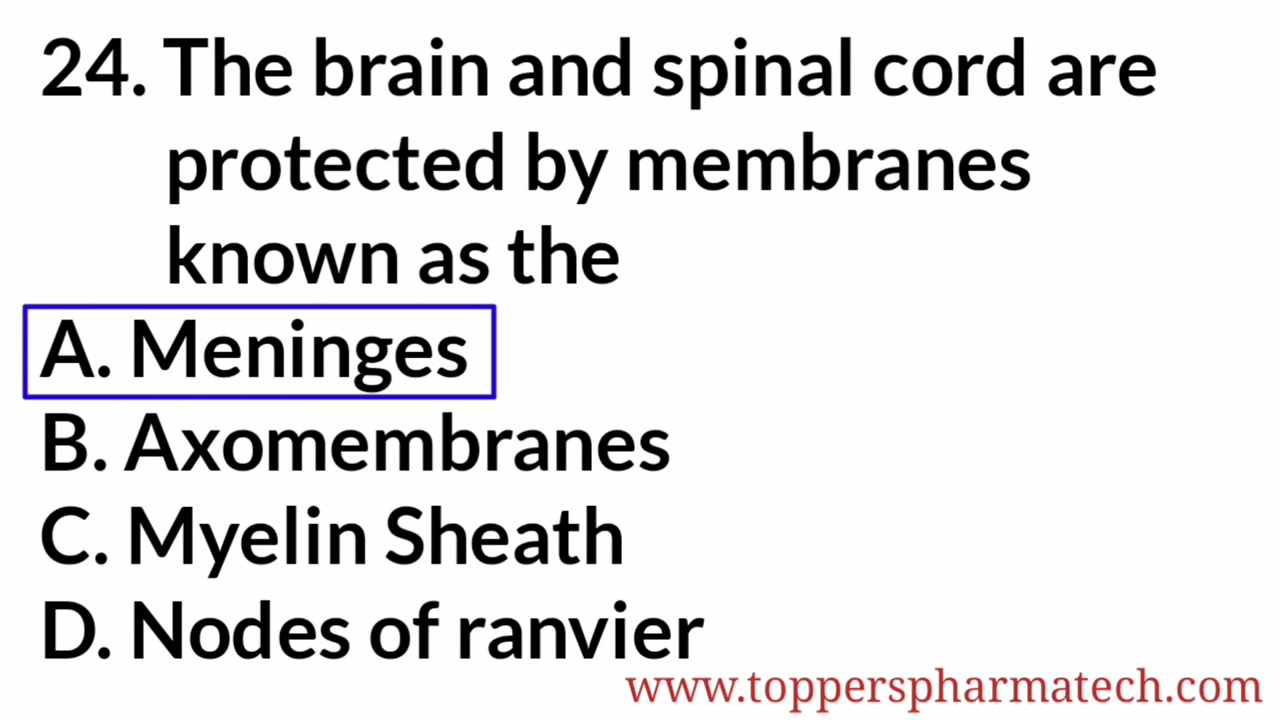 24. The brain and spinal cord are
protected by membranes
known as the
A. Meninges
B. Axomembranes
C. Myelin Sheath
D. Nodes of ranvier
www.topperspharmatech.com